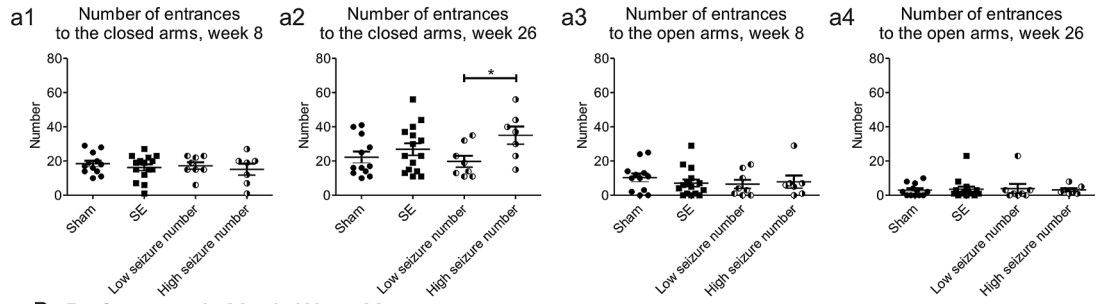 a1
Number of entrances
to the closed arms, week 8
Number
80
60
40
20
0
Sham
SE
Low seizure number
High seizure number
a2
Number of entrances
to the closed arms, week 26
Number
80
60
40
20
0
*
Sham
SE
Low seizure number
High seizure number
a3
Number of entrances
to the open arms, week 8
Number
80
60
40
20
0
Sham
SE
Low seizure number
High seizure number
a4
Number of entrances
to the open arms, week 26
Number
80
60
40
20
0
Sham
SE
Low seizure number
High seizure number